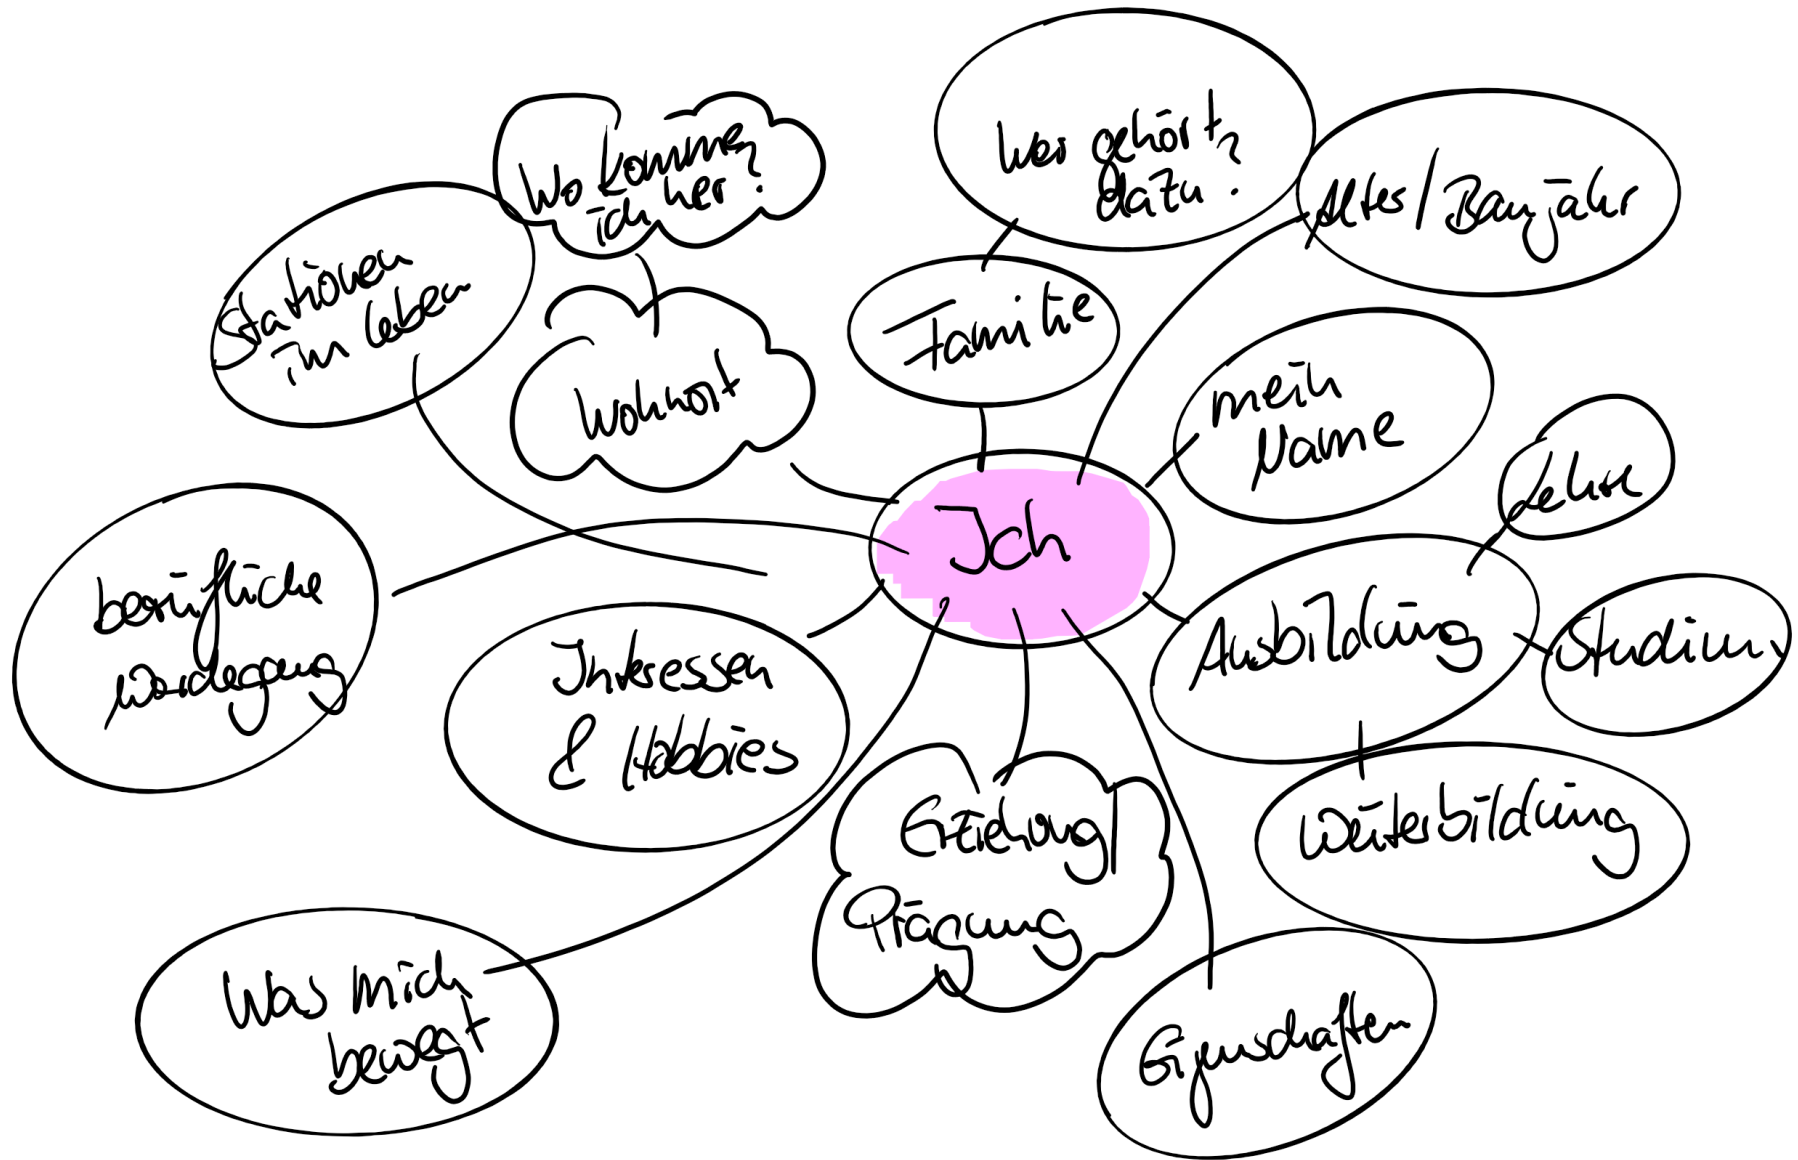 Wer gehört
dazu?
Wo komme
ich her?
Alter/Baujahr
Stationen
im Leben
Familie
Wohnort
mein
Name
Lehre
Ich
berufliche
Werdegang
Ausbildung
Studium
Interessen
& Hobbies
Weiterbildung
Erziehung/
Prägung
Was mich
bewegt
Eigenschaften